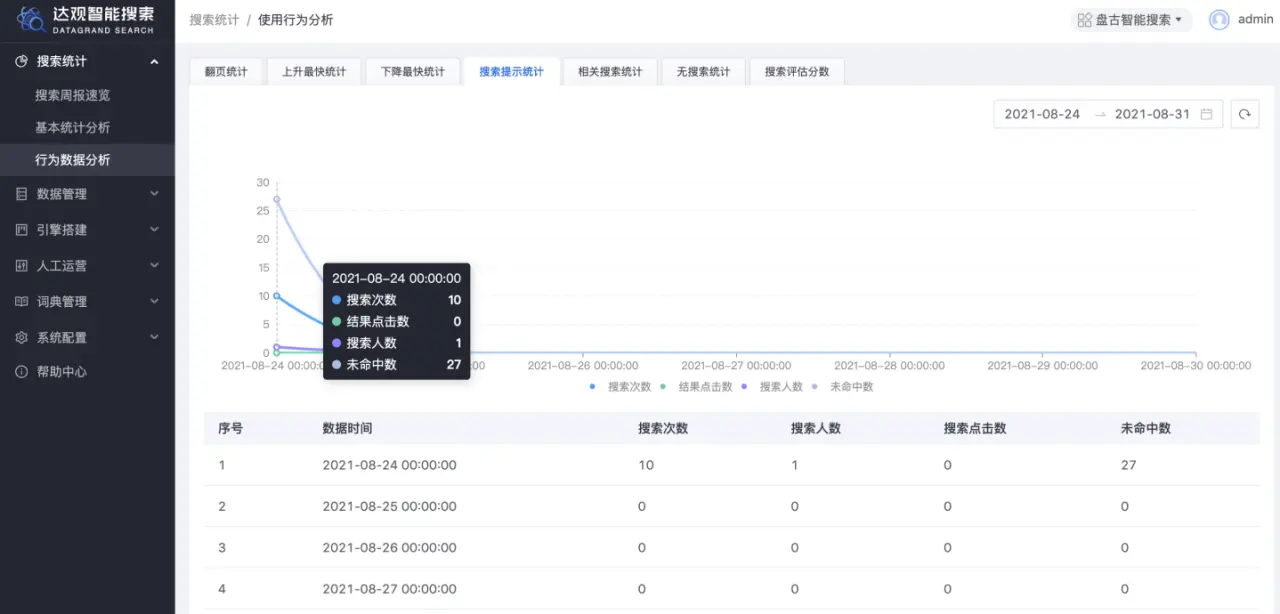 达观智能搜索
DATAGRAND SEARCH
搜索统计
搜索周报速览
基本统计分析
行为数据分析
数据管理
引擎搭建
人工运营
词典管理
系统配置
帮助中心
搜索统计 / 使用行为分析
盘古智能搜索
admin
翻页统计 上升最快统计 下降最快统计 搜索提示统计 相关搜索统计 无搜索统计 搜索评估分数
2021-08-24 → 2021-08-31
30
25
20
15
10
5
0
2021-08-24 00:00:0
00
2021-08-26 00:00:00
2021-08-27 00:00:00
2021-08-28 00:00:00
2021-08-29 00:00:00
2021-08-30 00:00:00
2021-08-24 00:00:00
搜索次数 10
结果点击数 0
搜索人数 1
未命中数 27
搜索次数 结果点击数 搜索人数 未命中数
序号 数据时间 搜索次数 搜索人数 搜索点击数 未命中数
1 2021-08-24 00:00:00 10 1 0 27
2 2021-08-25 00:00:00 0 0 0 0
3 2021-08-26 00:00:00 0 0 0 0
4 2021-08-27 00:00:00 0 0 0 0